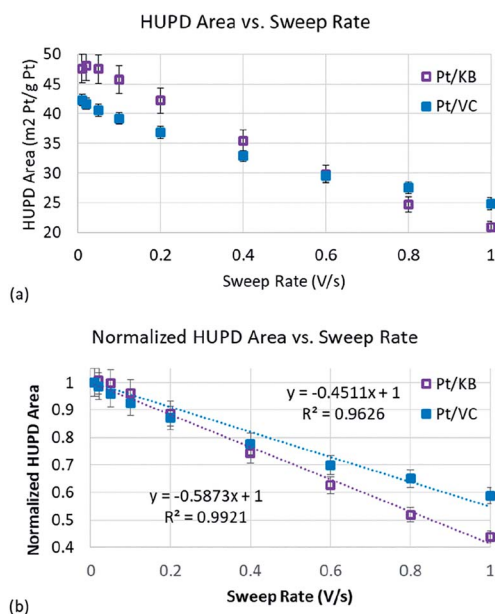 HUPD Area vs. Sweep Rate
HUPD Area (m2 Pt/g Pt)
50
45
40
35
30
25
20
Pt/KB
Pt/VC
0 0.2 0.4 0.6 0.8 1
Sweep Rate (V/s)
(a)
Normalized HUPD Area vs. Sweep Rate
Normalized HUPD Area
1
0.9
0.8
0.7
0.6
0.5
0.4
Pt/KB
Pt/VC
y = -0.4511x + 1
R² = 0.9626
y = -0.5873x + 1
R² = 0.9921
0 0.2 0.4 0.6 0.8 1
Sweep Rate (V/s)
(b)